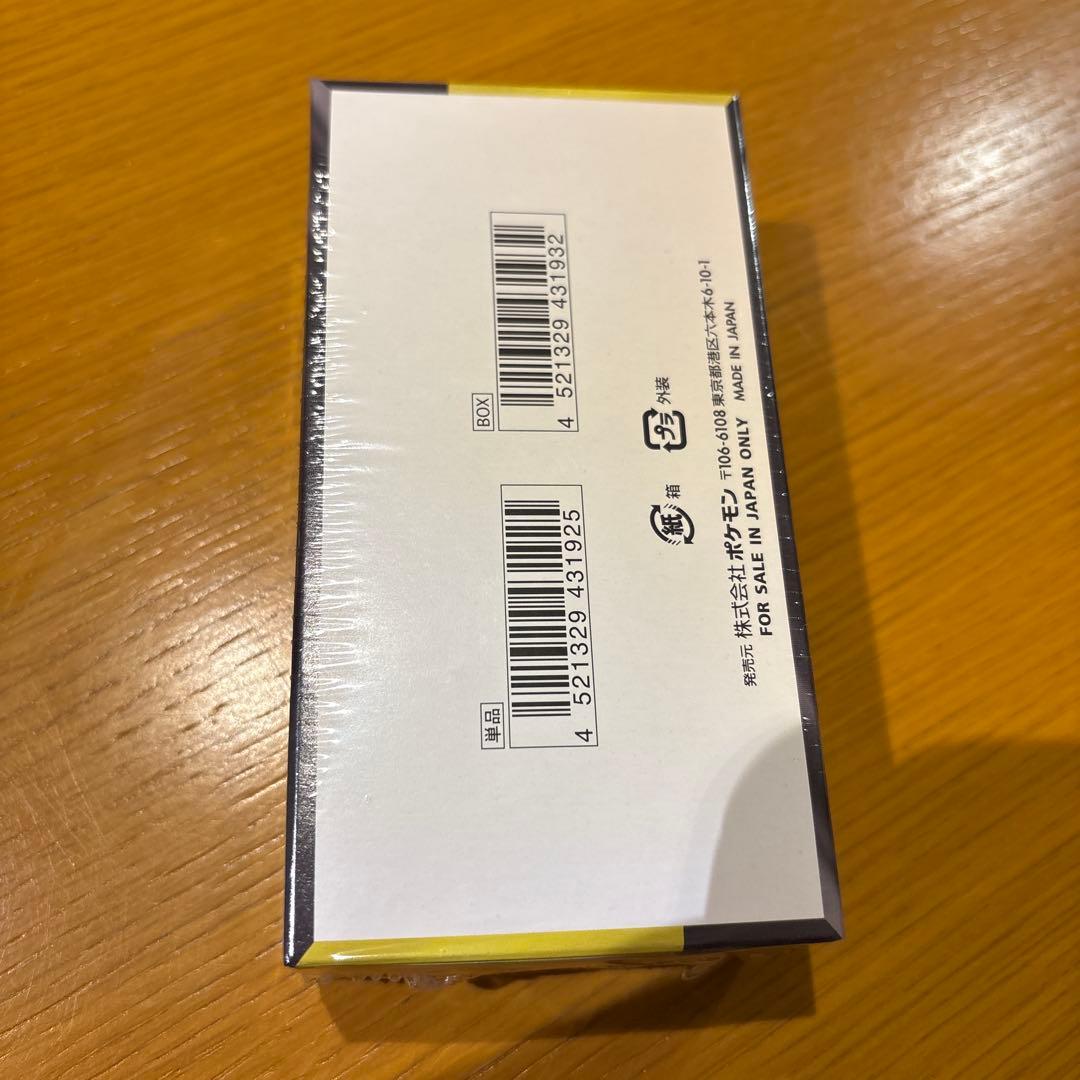 単品
4 521329 431925
BOX
4 521329 431932
紙 箱
プラ 外装
発売元 株式会社ポケモン 〒106-6108 東京都港区六本木6-10-1
FOR SALE IN JAPAN ONLY MADE IN JAPAN